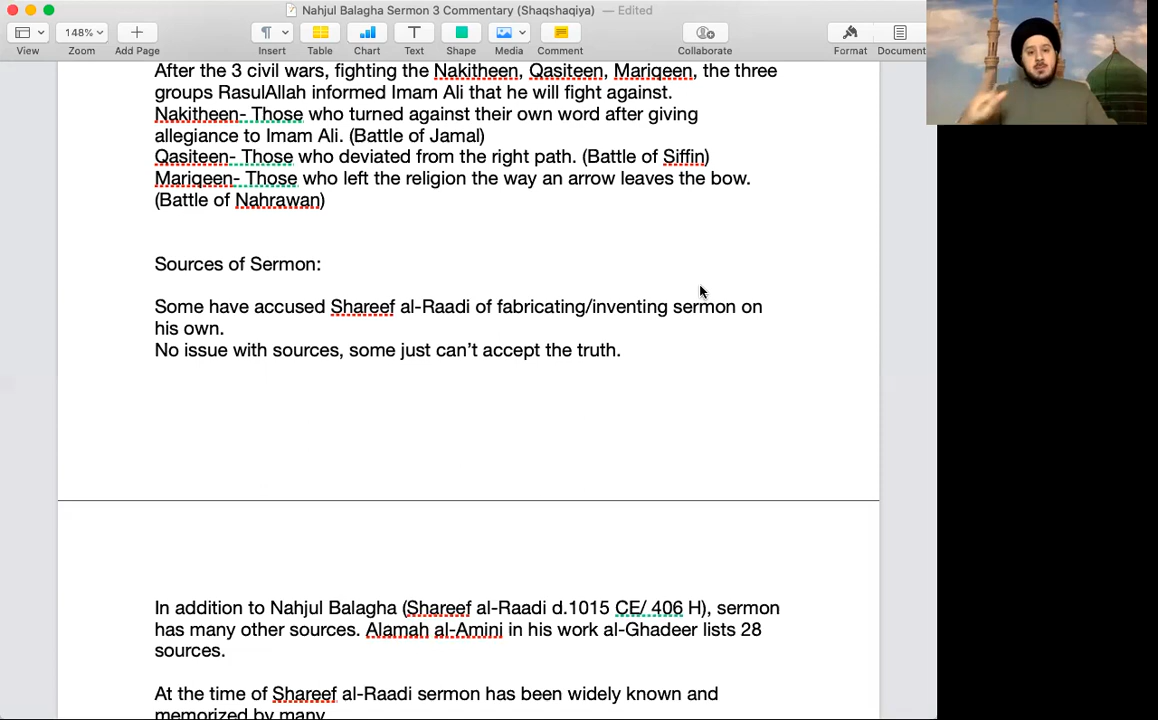 Nahjul Balagha Sermon 3 Commentary (Shaqshaqiya) — Edited
148%
View Zoom Add Page Insert Table Chart Text Shape Media Comment Collaborate Format Document
After the 3 civil wars, fighting the Nakitheen, Qasiteen, Mariqeen, the three
groups RasulAllah informed Imam Ali that he will fight against.
Nakitheen- Those who turned against their own word after giving
allegiance to Imam Ali. (Battle of Jamal)
Qasiteen- Those who deviated from the right path. (Battle of Siffin)
Mariqeen- Those who left the religion the way an arrow leaves the bow.
(Battle of Nahrawan)
Sources of Sermon:
Some have accused Shareef al-Raadi of fabricating/inventing sermon on
his own.
No issue with sources, some just can't accept the truth.
In addition to Nahjul Balagha (Shareef al-Raadi d.1015 CE/ 406 H), sermon
has many other sources. Alamah al-Amini in his work al-Ghadeer lists 28
sources.
At the time of Shareef al-Raadi sermon has been widely known and
memorized by many